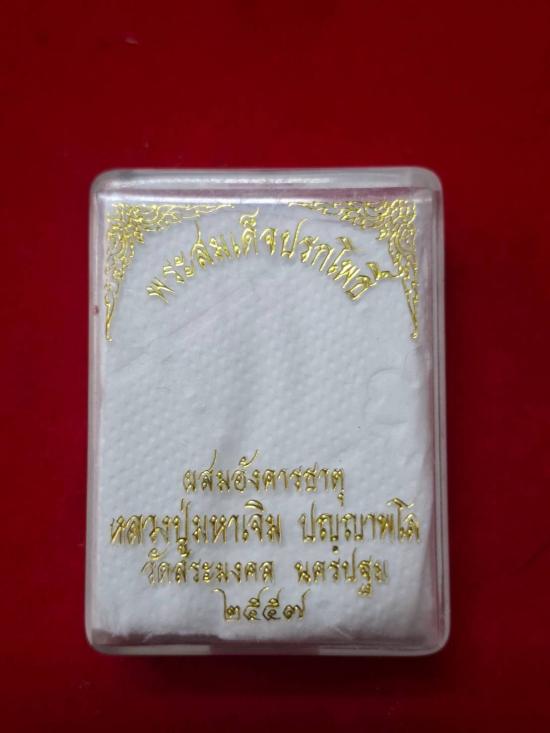 พระสมเด็จปรกโพธิ์
ผสมอังคารธาตุ
หลวงปู่มหาเจิม ปญฺญาพโล
วัดสระมงคล นครปฐม
๒๕๕๗